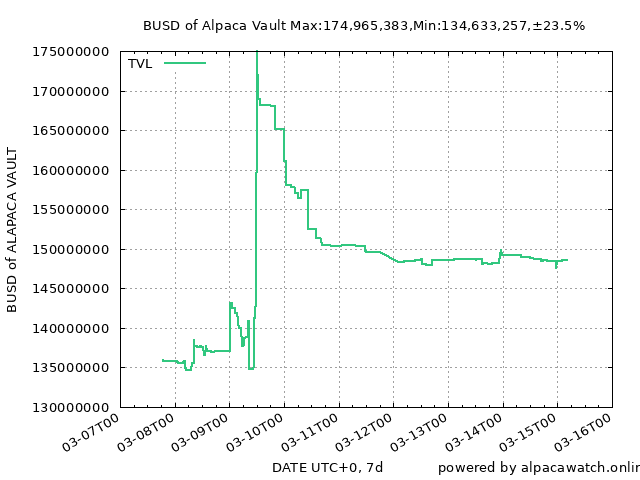 BUSD of Alpaca Vault Max:174,965,383,Min:134,633,257,±23.5%
TVL
175000000
170000000
165000000
160000000
155000000
150000000
145000000
140000000
135000000
130000000
BUSD of ALAPACA VAULT
03-07T00
03-08T00
03-09T00
03-10T00
03-11T00
03-12T00
03-13T00
03-14T00
03-15T00
03-16T00
DATE UTC+0, 7d
powered by alpacawatch.onlin